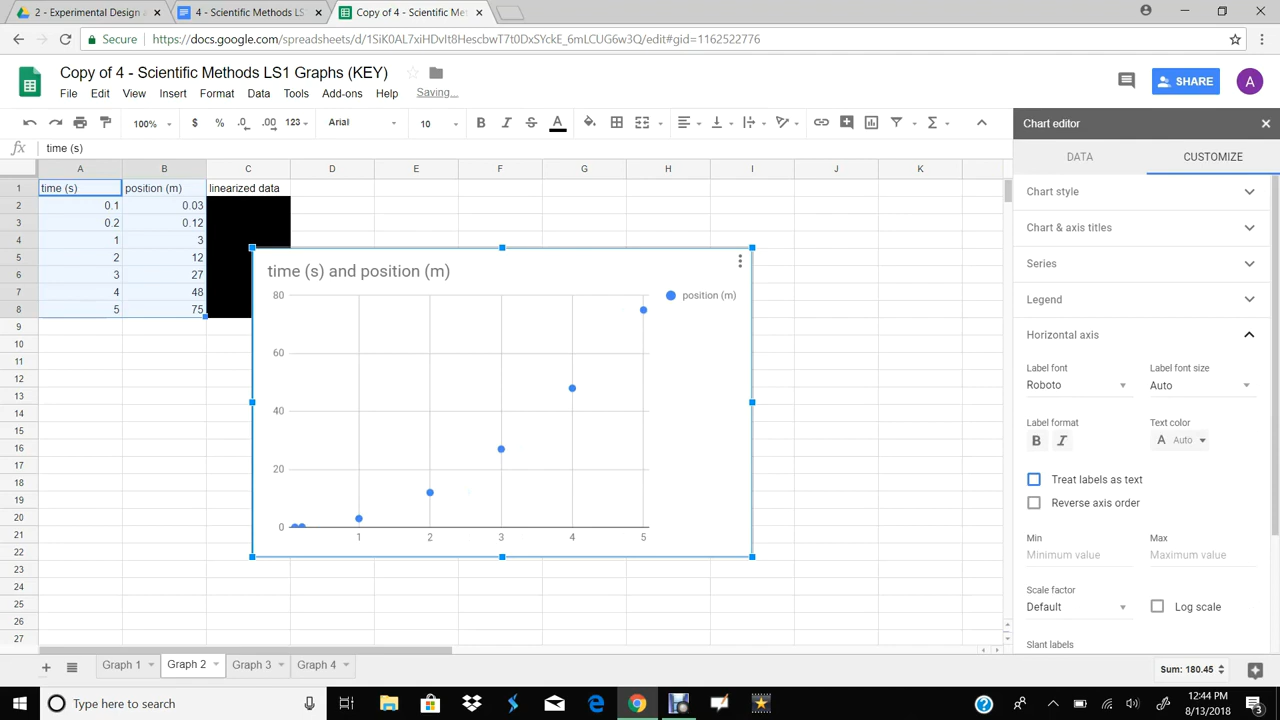 2 - Experimental Design
4 - Scientific Methods LS1
Copy of 4 - Scientific Met
Secure
https://docs.google.com/spreadsheets/d/1SiK0AL7xiHDvIt8HescbwT7t0DxSYckE_6mLCUG6w3Q/edit#gid=1162522776
Copy of 4 - Scientific Methods LS1 Graphs (KEY)
SHARE
A
File Edit View Insert Format Data Tools Add-ons Help Saving...
100% $ % .0 .00 123 Arial 10 B I S A
Chart editor
fx time (s)
DATA CUSTOMIZE
A B C D E F G H I J K
1 time (s) position (m) linearized data
2 0.1 0.03
3 0.2 0.12
4 1 3
5 2 12
6 3 27
7 4 48
8 5 75
9
10
11
12
13
14
15
16
17
18
19
20
21
22
23
24
25
26
27
time (s) and position (m)
position (m)
80
60
40
20
0
1 2 3 4 5
Chart style
Chart & axis titles
Series
Legend
Horizontal axis
Label font Label font size
Roboto Auto
Label format Text color
B I A Auto
Treat labels as text
Reverse axis order
Min Max
Minimum value Maximum value
Scale factor
Default Log scale
Slant labels
Graph 1 Graph 2 Graph 3 Graph 4
Sum: 180.45
Type here to search
12:44 PM
8/13/2018
3